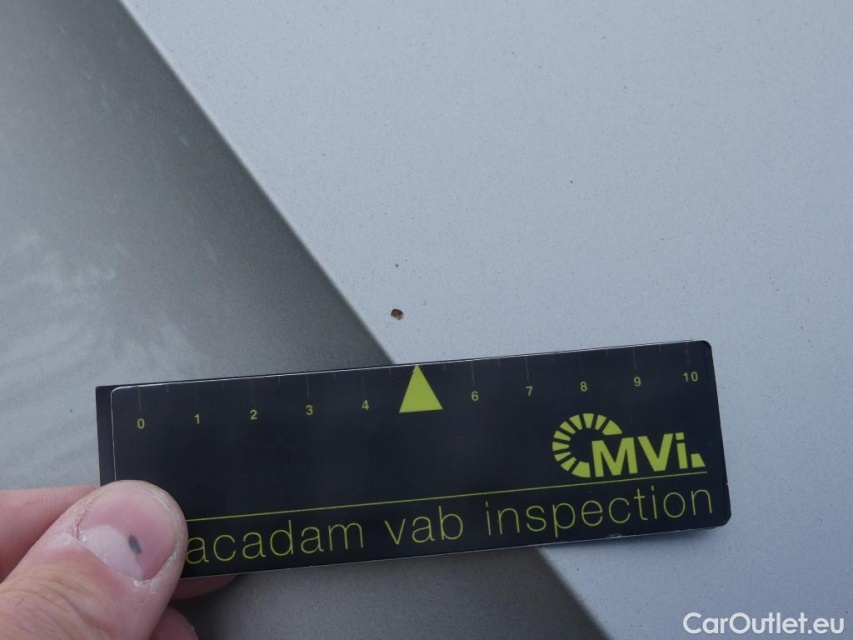 0 1 2 3 4 6 7 8 9 10
MVi.
acadam vab inspection
CarOutlet.eu